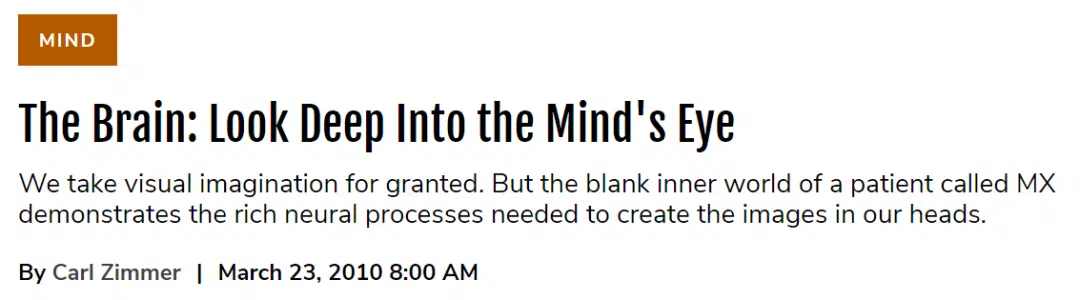 MIND
The Brain: Look Deep Into the Mind's Eye
We take visual imagination for granted. But the blank inner world of a patient called MX
demonstrates the rich neural processes needed to create the images in our heads.
By Carl Zimmer | March 23, 2010 8:00 AM